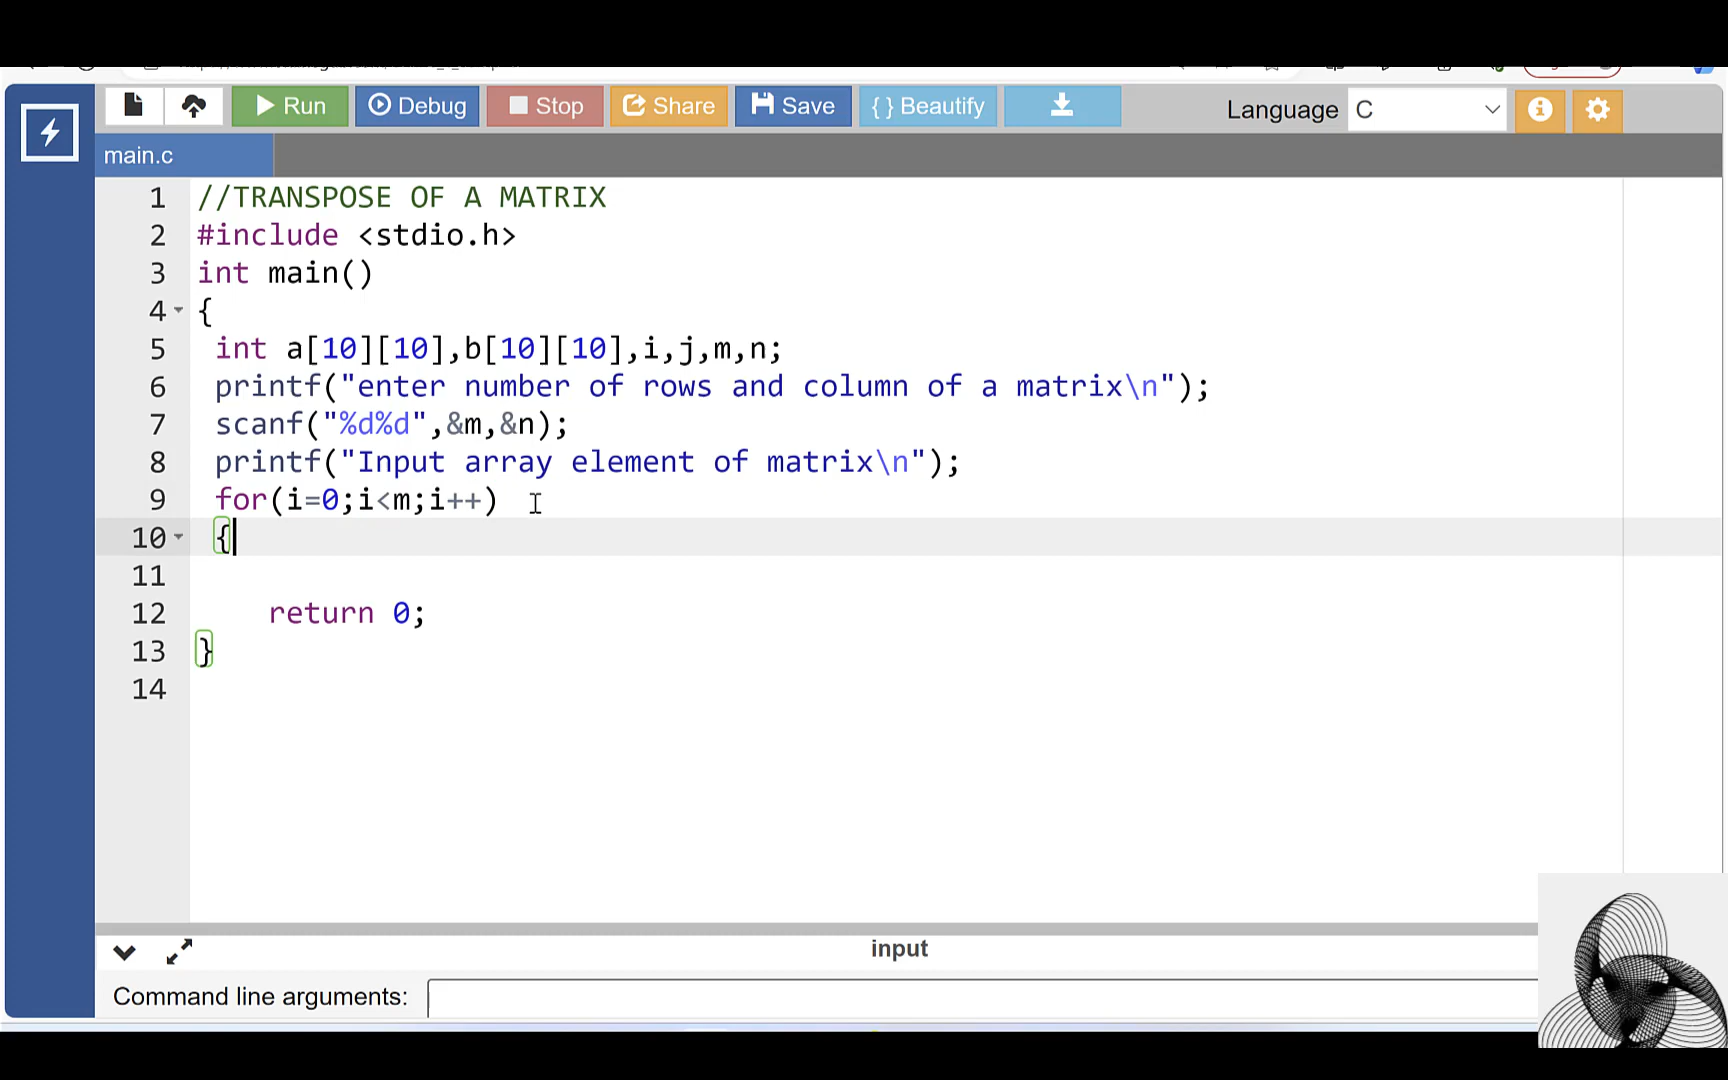 Run Debug Stop Share Save { } Beautify Language C
main.c
1 //TRANSPOSE OF A MATRIX
2 #include <stdio.h>
3 int main()
4 {
5 int a[10][10],b[10][10],i,j,m,n;
6 printf("enter number of rows and column of a matrix\n");
7 scanf("%d%d",&m,&n);
8 printf("Input array element of matrix\n");
9 for(i=0;i<m;i++)
10 {
11
12 return 0;
13 }
14
input
Command line arguments: